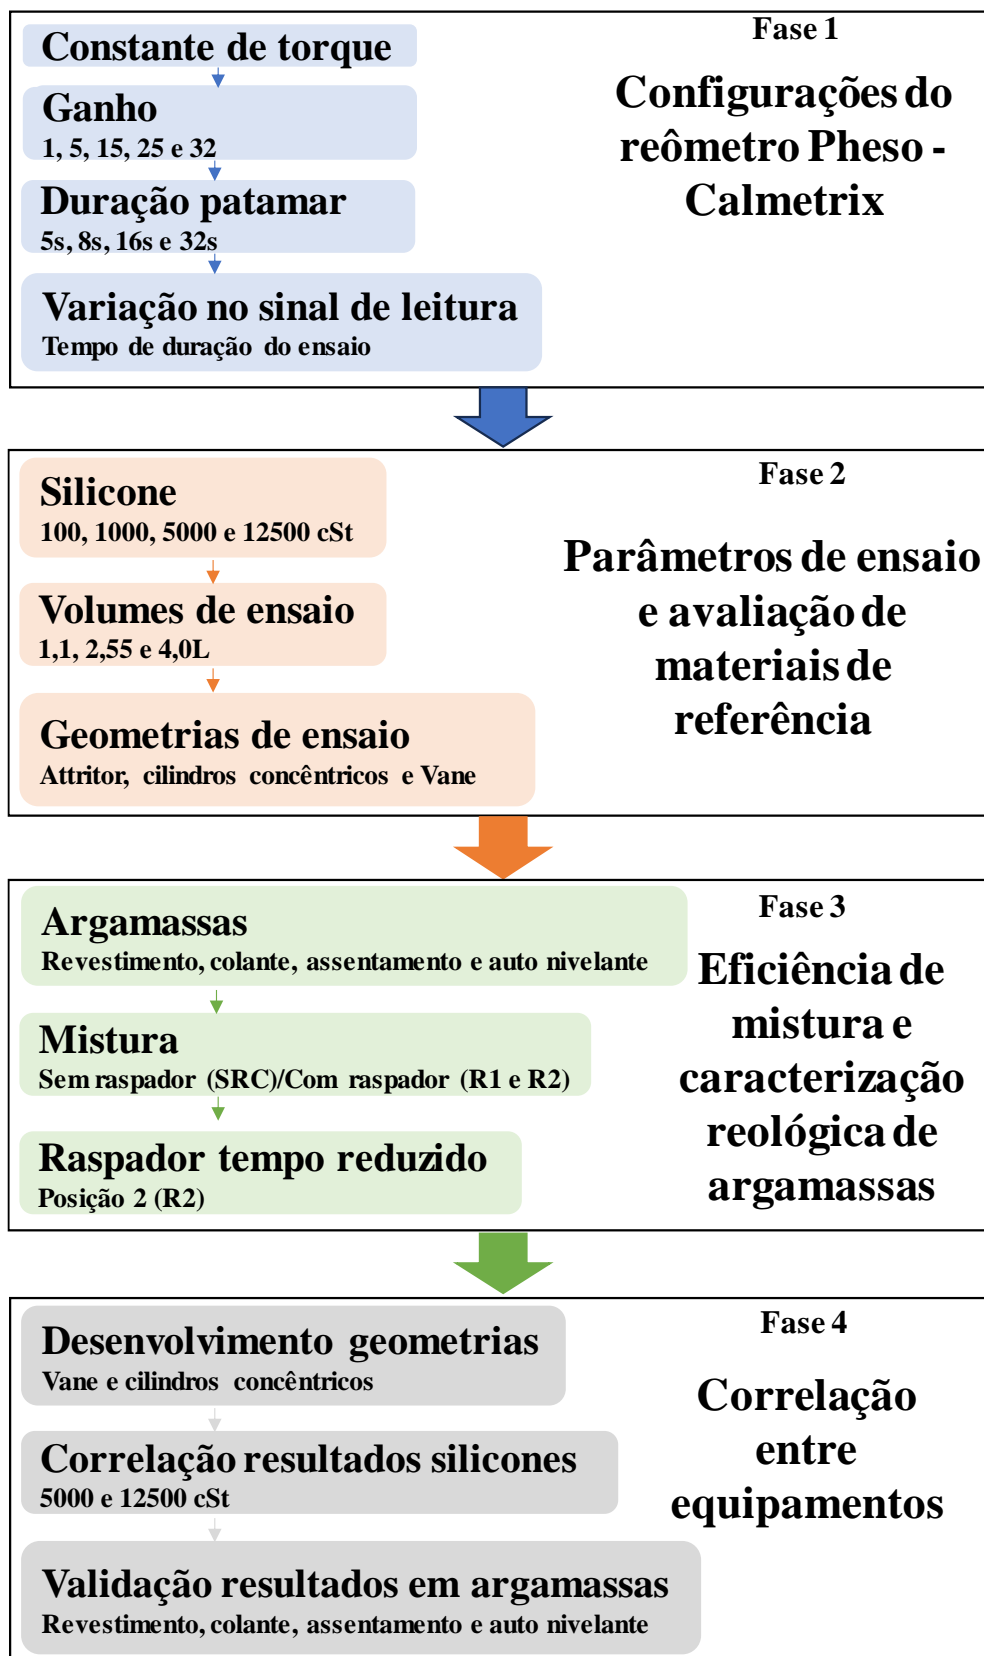 Fase 1
Configurações do
reômetro Pheso -
Calmetrix
Constante de torque
Ganho
1, 5, 15, 25 e 32
Duração patamar
5s, 8s, 16s e 32s
Variação no sinal de leitura
Tempo de duração do ensaio
Fase 2
Parâmetros de ensaio
e avaliação de
materiais de
referência
Silicone
100, 1000, 5000 e 12500 cSt
Volumes de ensaio
1,1, 2,55 e 4,0L
Geometrias de ensaio
Attritor, cilindros concêntricos e Vane
Fase 3
Eficiência de
mistura e
caracterização
reológica de
argamassas
Argamassas
Revestimento, colante, assentamento e auto nivelante
Mistura
Sem raspador (SRC)/Com raspador (R1 e R2)
Raspador tempo reduzido
Posição 2 (R2)
Fase 4
Correlação
entre
equipamentos
Desenvolvimento geometrias
Vane e cilindros concêntricos
Correlação resultados silicones
5000 e 12500 cSt
Validação resultados em argamassas
Revestimento, colante, assentamento e auto nivelante